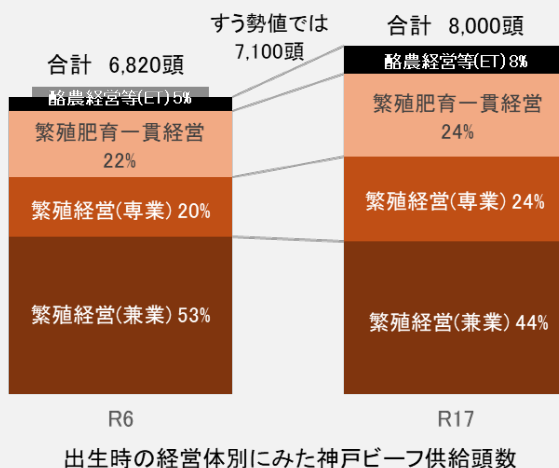 すう勢値では
7,100頭
合計 6,820頭
酪農経営等(ET)5%
繁殖肥育一貫経営
22%
繁殖経営(専業) 20%
繁殖経営(兼業) 53%
R6
合計 8,000頭
酪農経営等(ET) 8%
繁殖肥育一貫経営
24%
繁殖経営(専業) 24%
繁殖経営(兼業) 44%
R17
出生時の経営体別にみた神戸ビーフ供給頭数